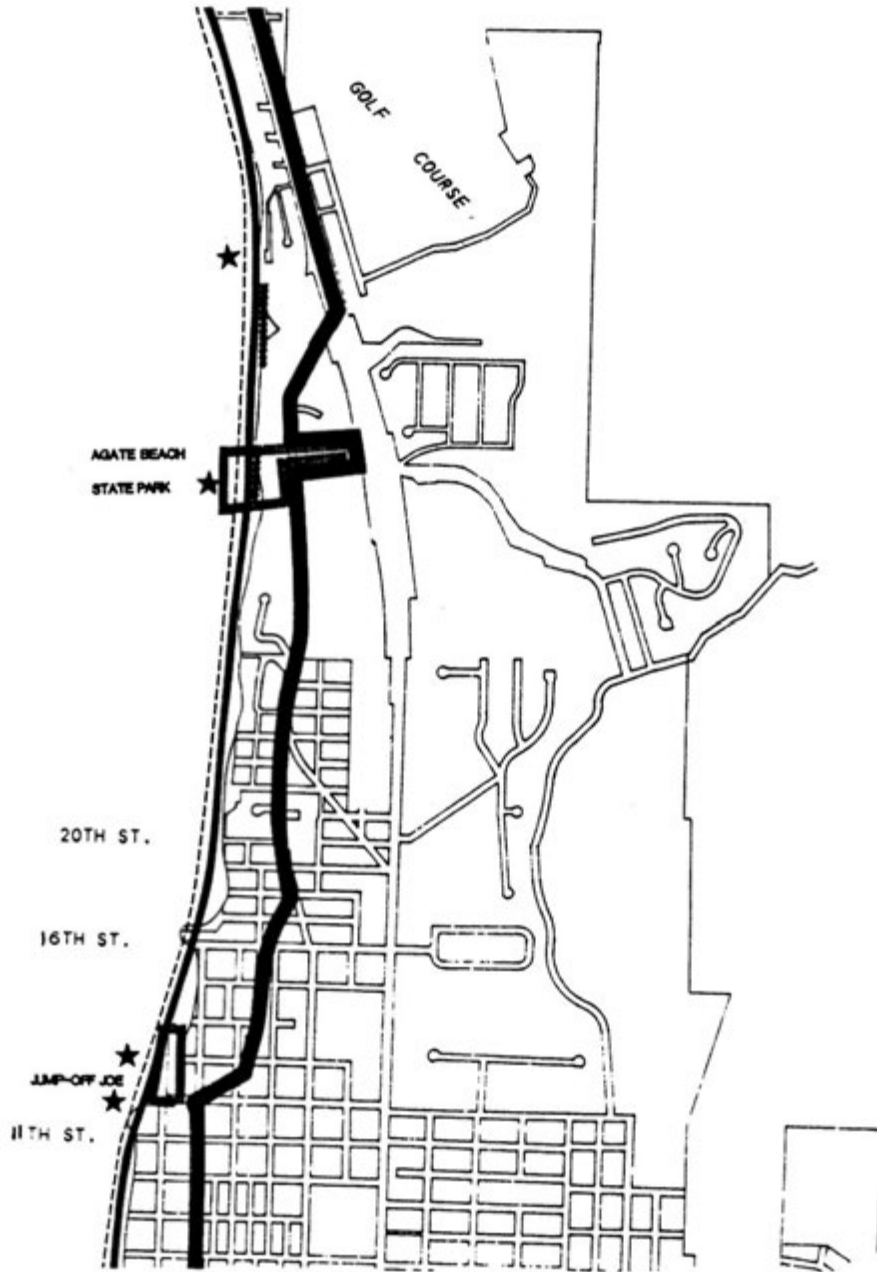 GOLF
COURSE
AGATE BEACH
STATE PARK
20TH ST.
16TH ST.
JUMP-OFF JOE
11TH ST.